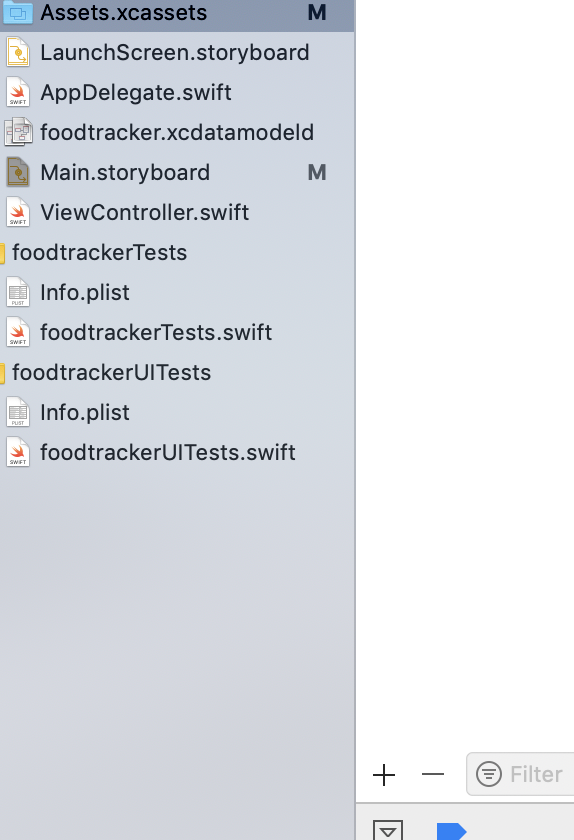 Assets.xcassets M
LaunchScreen.storyboard
SWIFT AppDelegate.swift
foodtracker.xcdatamodeld
Main.storyboard M
SWIFT ViewController.swift
foodtrackerTests
PLIST Info.plist
SWIFT foodtrackerTests.swift
foodtrackerUITests
PLIST Info.plist
SWIFT foodtrackerUITests.swift
Filter